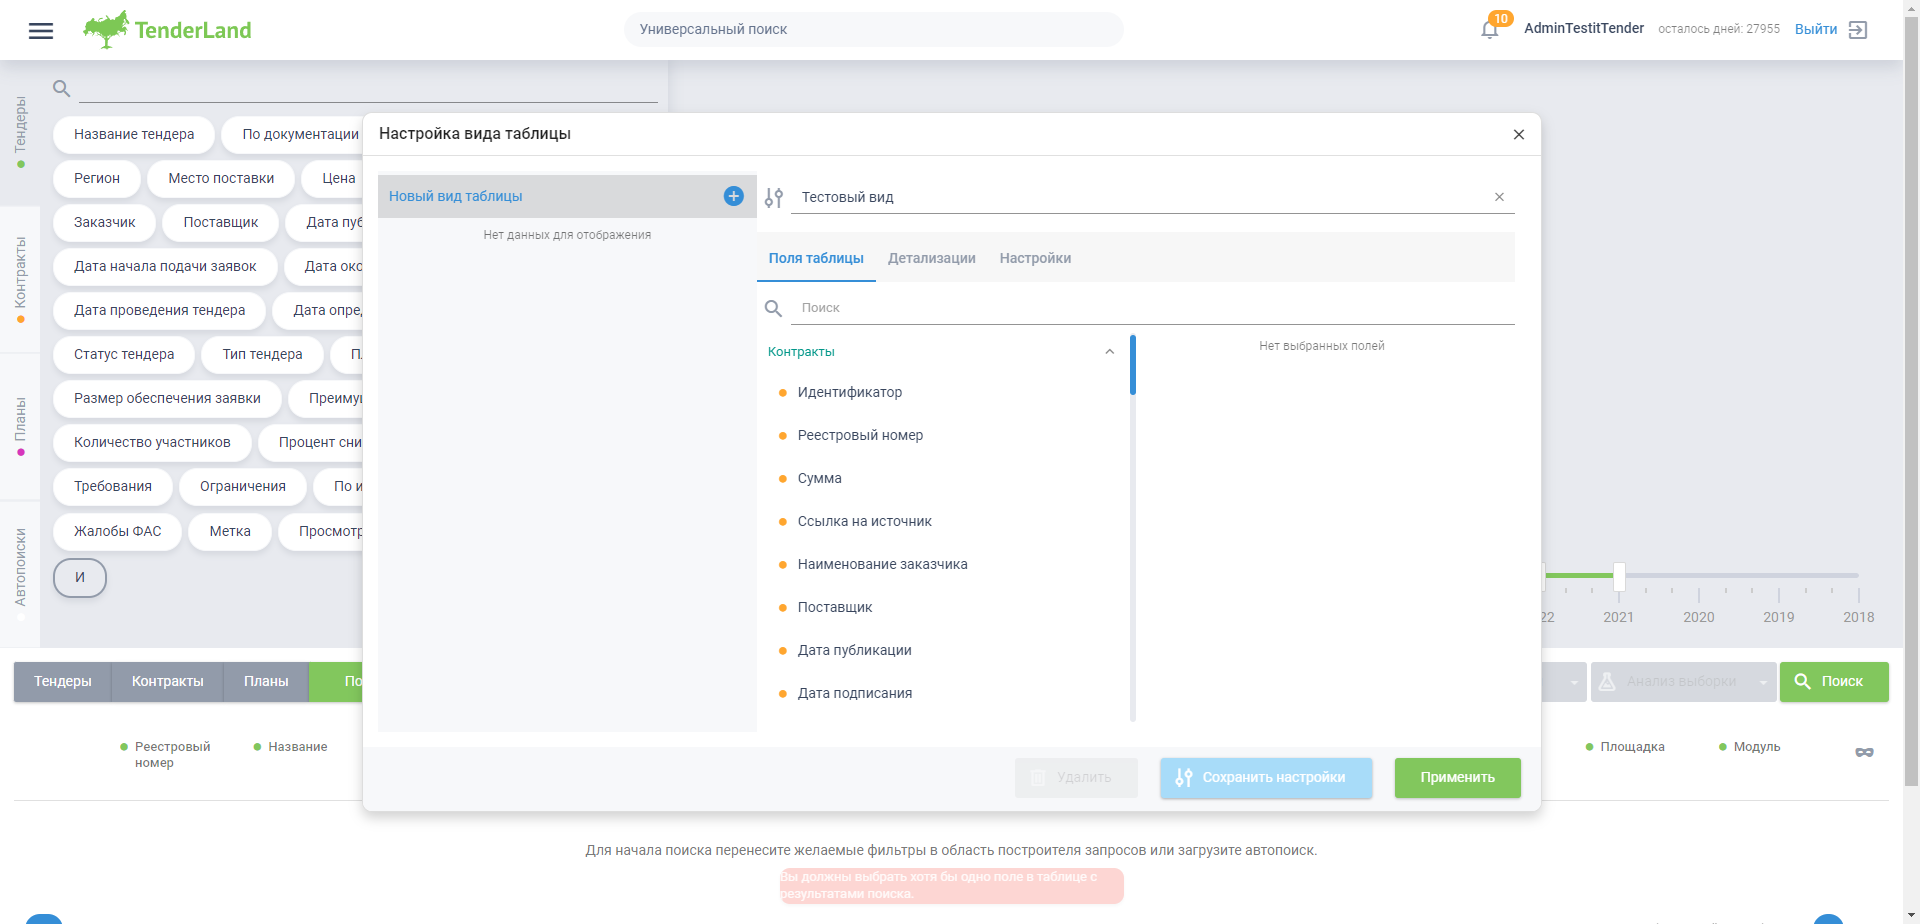 TenderLand
Универсальный поиск
10
AdminTestitTender
осталось дней: 27955
Выйти
Тендеры
Контракты
Планы
Автопоиски
Название тендера
По документации
Регион
Место поставки
Цена
Заказчик
Поставщик
Дата пуб
Дата начала подачи заявок
Дата око
Дата проведения тендера
Дата опре
Статус тендера
Тип тендера
Размер обеспечения заявки
Преиму
Количество участников
Процент сни
Требования
Ограничения
По и
Жалобы ФАС
Метка
Просмотр
И
Настройка вида таблицы
Новый вид таблицы
Нет данных для отображения
Тестовый вид
Поля таблицы
Детализации
Настройки
Поиск
Контракты
Идентификатор
Реестровый номер
Сумма
Ссылка на источник
Наименование заказчика
Поставщик
Дата публикации
Дата подписания
Нет выбранных полей
Удалить
Сохранить настройки
Применить
22
2021
2020
2019
2018
Тендеры
Контракты
Планы
По
Анализ выборки
Поиск
Реестровый
номер
Название
Площадка
Модуль
Для начала поиска перенесите желаемые фильтры в область построителя запросов или загрузите автопоиск.
Вы должны выбрать хотя бы одно поле в таблице с
результатами поиска.